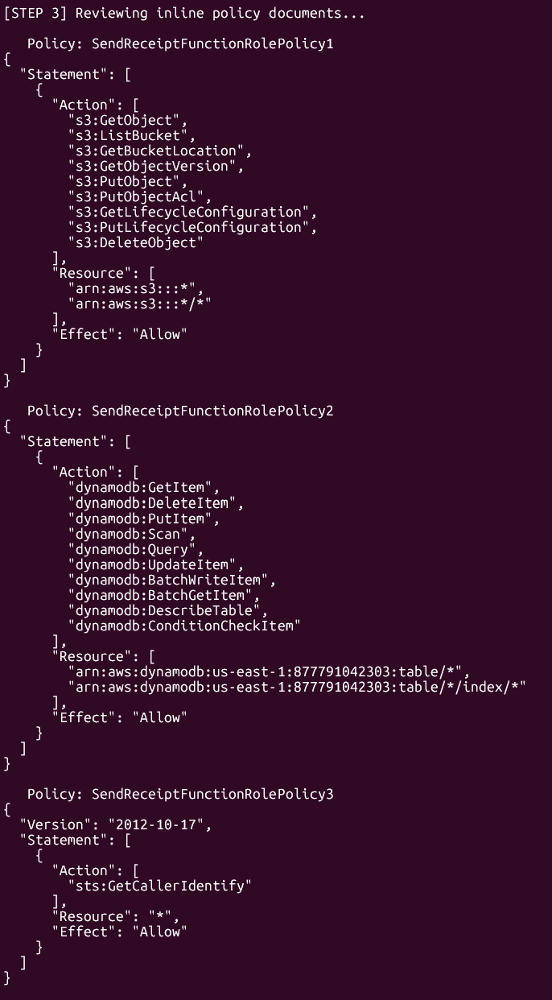 [STEP 3] Reviewing inline policy documents...
Policy: SendReceiptFunctionRolePolicy1
{
"Statement": [
{
"Action": [
"s3:GetObject",
"s3:ListBucket",
"s3:GetBucketLocation",
"s3:GetObjectVersion",
"s3:PutObject",
"s3:PutObjectAcl",
"s3:GetLifecycleConfiguration",
"s3:PutLifecycleConfiguration",
"s3:DeleteObject"
],
"Resource": [
"arn:aws:s3:::*",
"arn:aws:s3:::*/*"
],
"Effect": "Allow"
}
]
}
Policy: SendReceiptFunctionRolePolicy2
{
"Statement": [
{
"Action": [
"dynamodb:GetItem",
"dynamodb:DeleteItem",
"dynamodb:PutItem",
"dynamodb:Scan",
"dynamodb:Query",
"dynamodb:UpdateItem",
"dynamodb:BatchWriteItem",
"dynamodb:BatchGetItem",
"dynamodb:DescribeTable",
"dynamodb:ConditionCheckItem"
],
"Resource": [
"arn:aws:dynamodb:us-east-1:877791042303:table/*",
"arn:aws:dynamodb:us-east-1:877791042303:table/*/index/*"
],
"Effect": "Allow"
}
]
}
Policy: SendReceiptFunctionRolePolicy3
{
"Version": "2012-10-17",
"Statement": [
{
"Action": [
"sts:GetCallerIdentify"
],
"Resource": "*",
"Effect": "Allow"
}
]
}